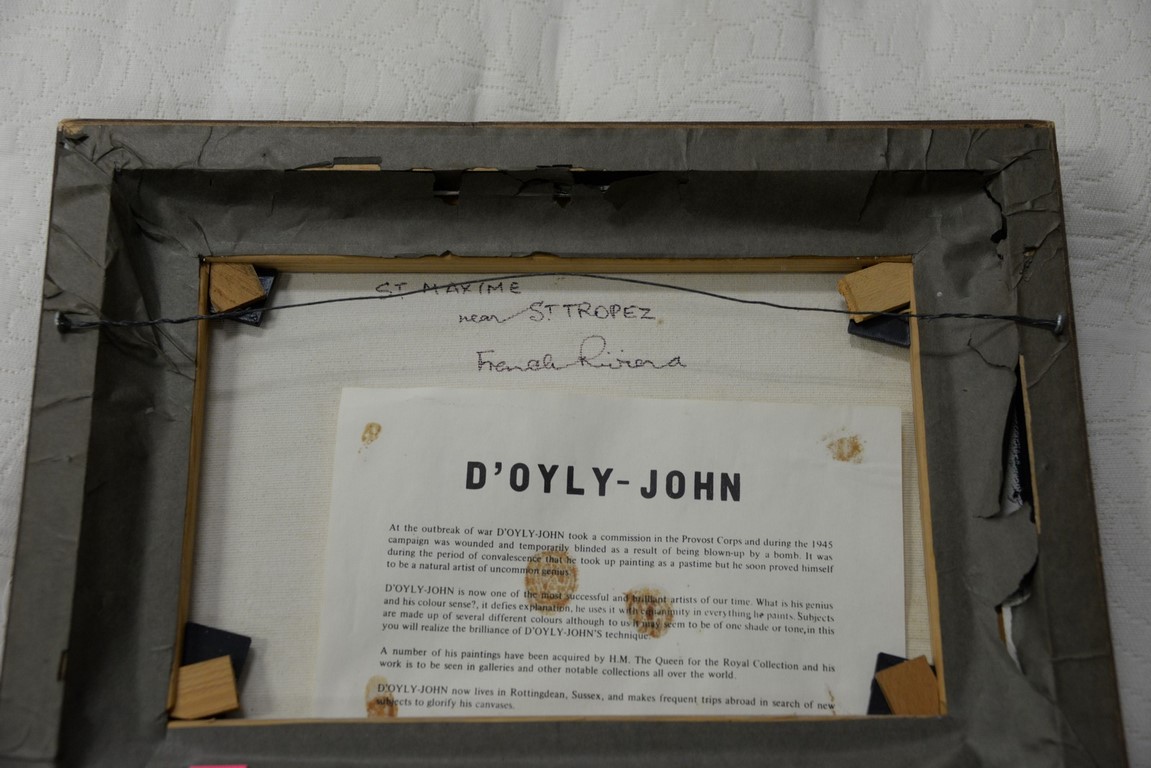 ST MAXIME
near ST TROPEZ
French Riviera
D'OYLY-JOHN
At the outbreak of war D'OYLY-JOHN took a commission in the Provost Corps and during the 1945
campaign was wounded and temporarily blinded as a result of being blown-up by a bomb. It was
during the period of convalescence that he took up painting as a pastime but he soon proved himself
to be a natural artist of uncommon genius.
D'OYLY-JOHN is now one of the most successful and brilliant artists of our time. What is his genius
and his colour sense?, it defies explanation, he uses it with equanimity in everything he paints. Subjects
are made up of several different colours although to us it may seem to be of one shade or tone,in this
you will realize the brilliance of D'OYLY-JOHN'S technique.
A number of his paintings have been acquired by H.M. The Queen for the Royal Collection and his
work is to be seen in galleries and other notable collections all over the world.
D'OYLY-JOHN now lives in Rottingdean, Sussex, and makes frequent trips abroad in search of new
subjects to glorify his canvases.